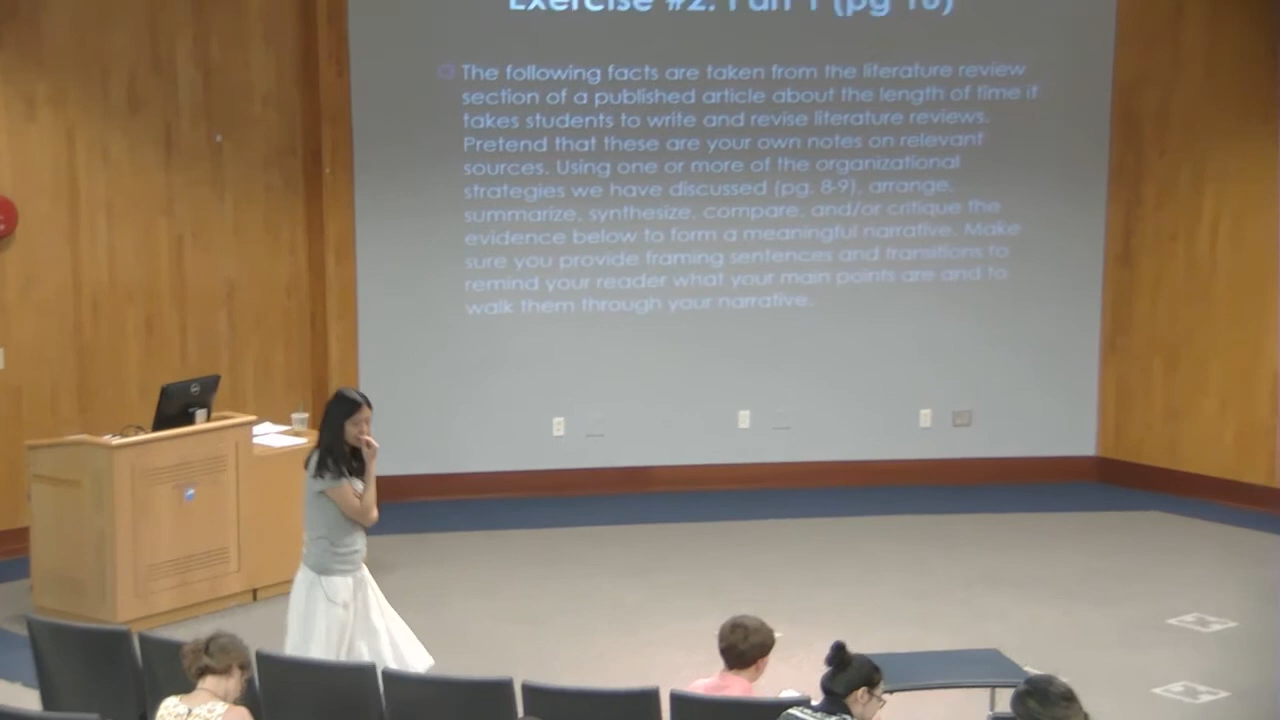 Exercise #2: Part 1 (pg 10)
The following facts are taken from the literature review
section of a published article about the length of time it
takes students to write and revise literature reviews.
Pretend that these are your own notes on relevant
sources. Using one or more of the organizational
strategies we have discussed (pg. 8-9), arrange,
summarize, synthesize, compare, and/or critique the
evidence below to form a meaningful narrative. Make
sure you provide framing sentences and transitions to
remind your reader what your main points are and to
walk them through your narrative.